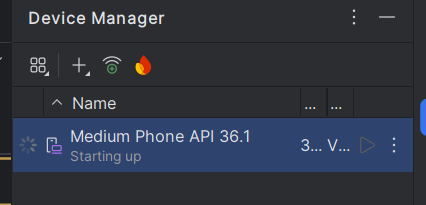 Device Manager
Name
... ...
Medium Phone API 36.1
3... V...
Starting up